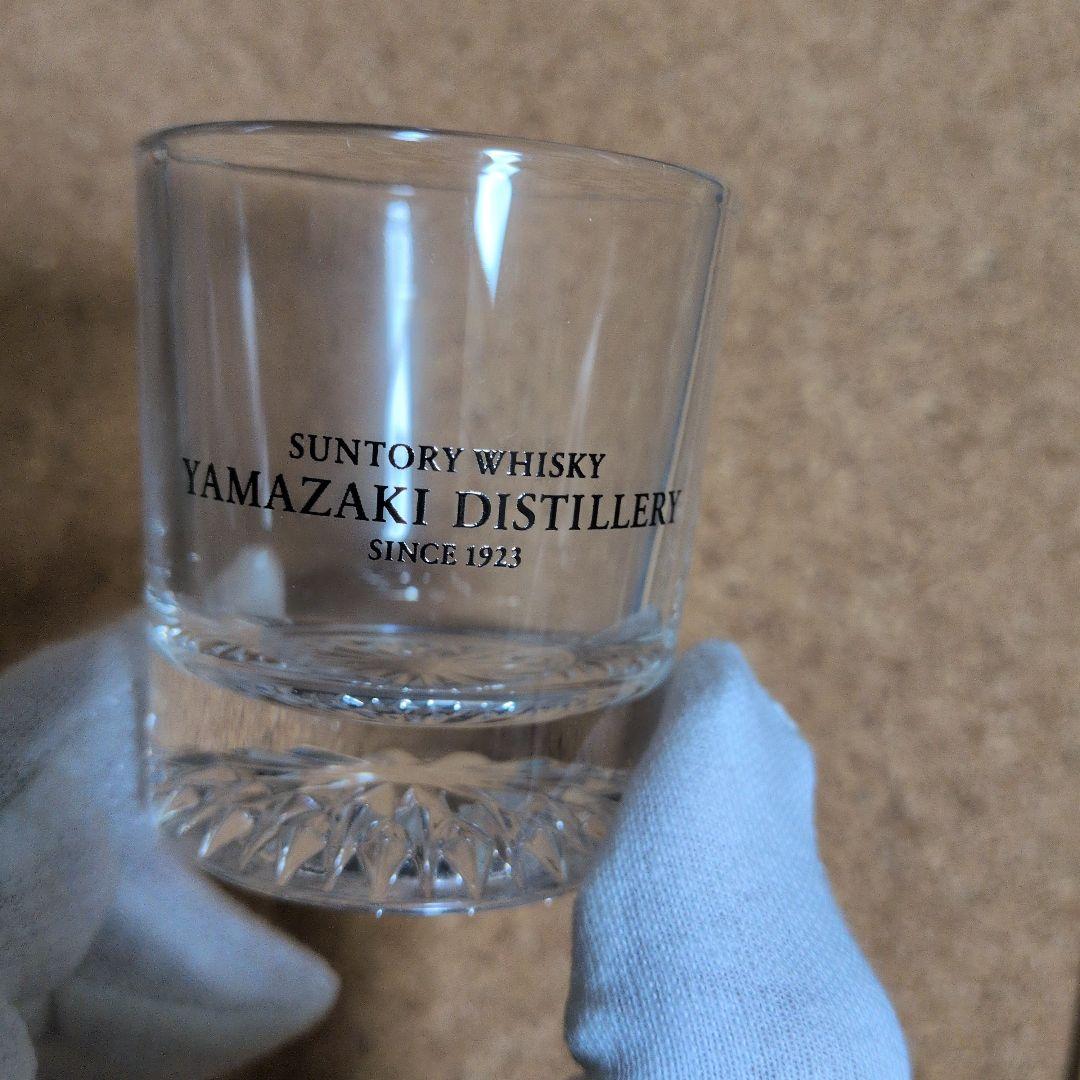 SUNTORY WHISKY
YAMAZAKI DISTILLERY
SINCE 1923